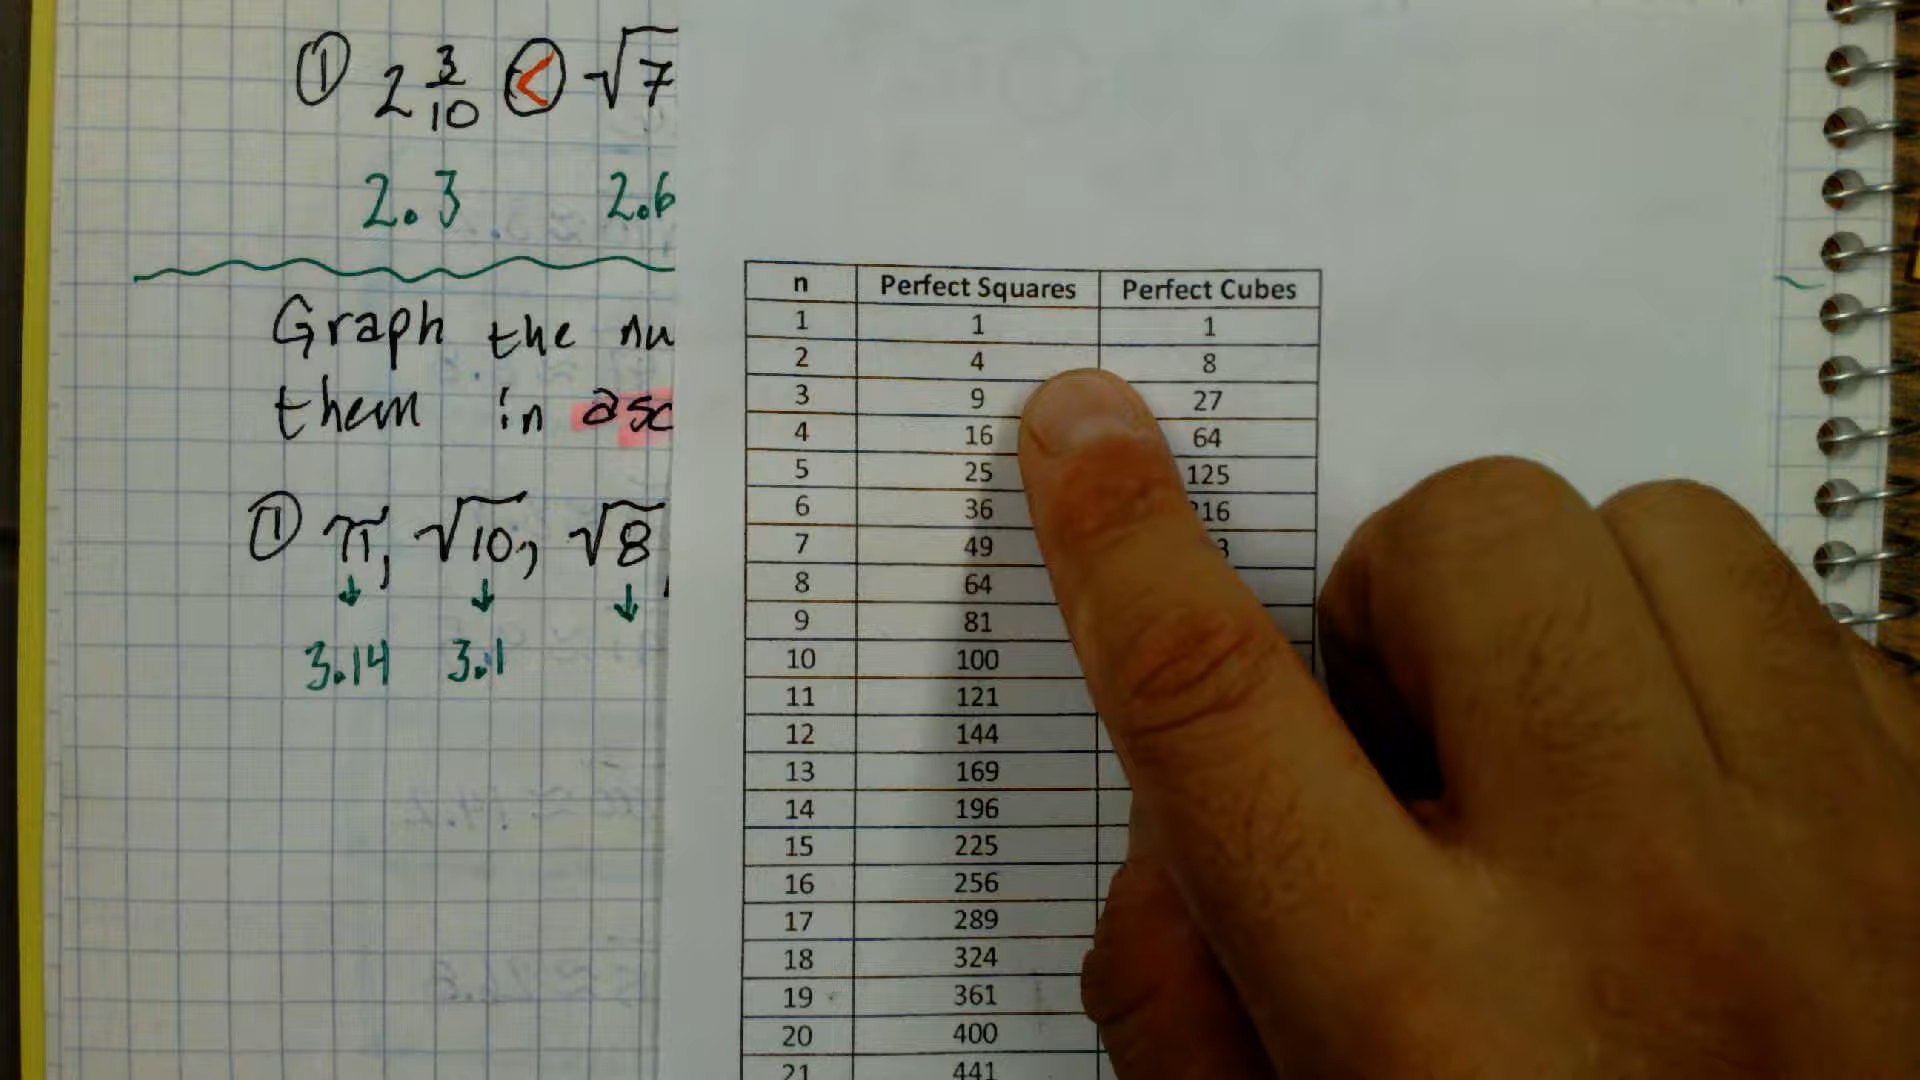 ① 2 3/10 < √7
2.3 2.6
Graph the nu
them in asc
① π, √10, √8,
↓ ↓ ↓
3.14 3.1
n Perfect Squares Perfect Cubes
1 1 1
2 4 8
3 9 27
4 16 64
5 25 125
6 36 16
7 49 3
8 64
9 81
10 100
11 121
12 144
13 169
14 196
15 225
16 256
17 289
18 324
19 361
20 400
21 441